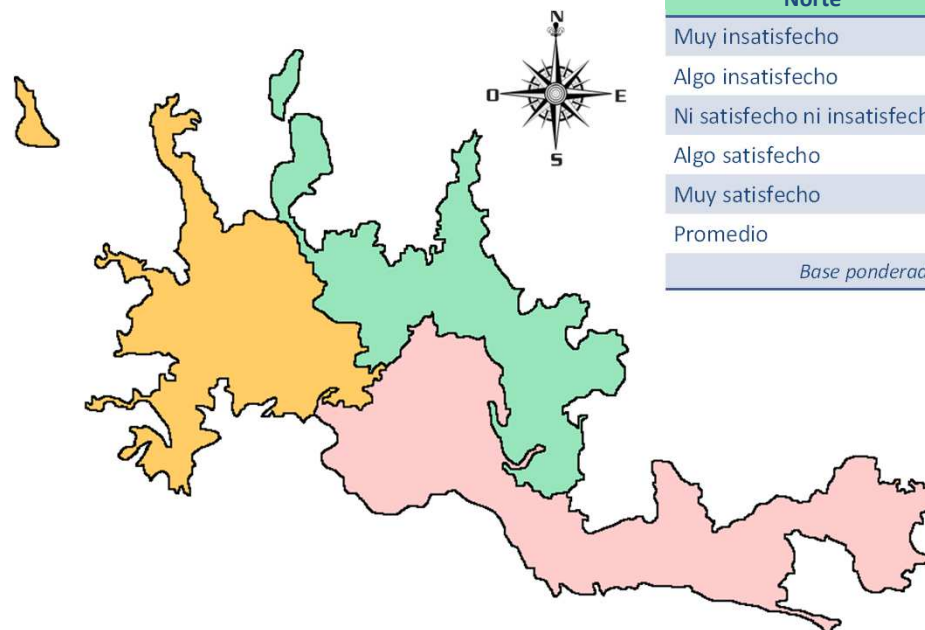 N
O
E
S
Norte
Muy insatisfecho
Algo insatisfecho
Ni satisfecho ni insatisfech
Algo satisfecho
Muy satisfecho
Promedio
Base ponderad